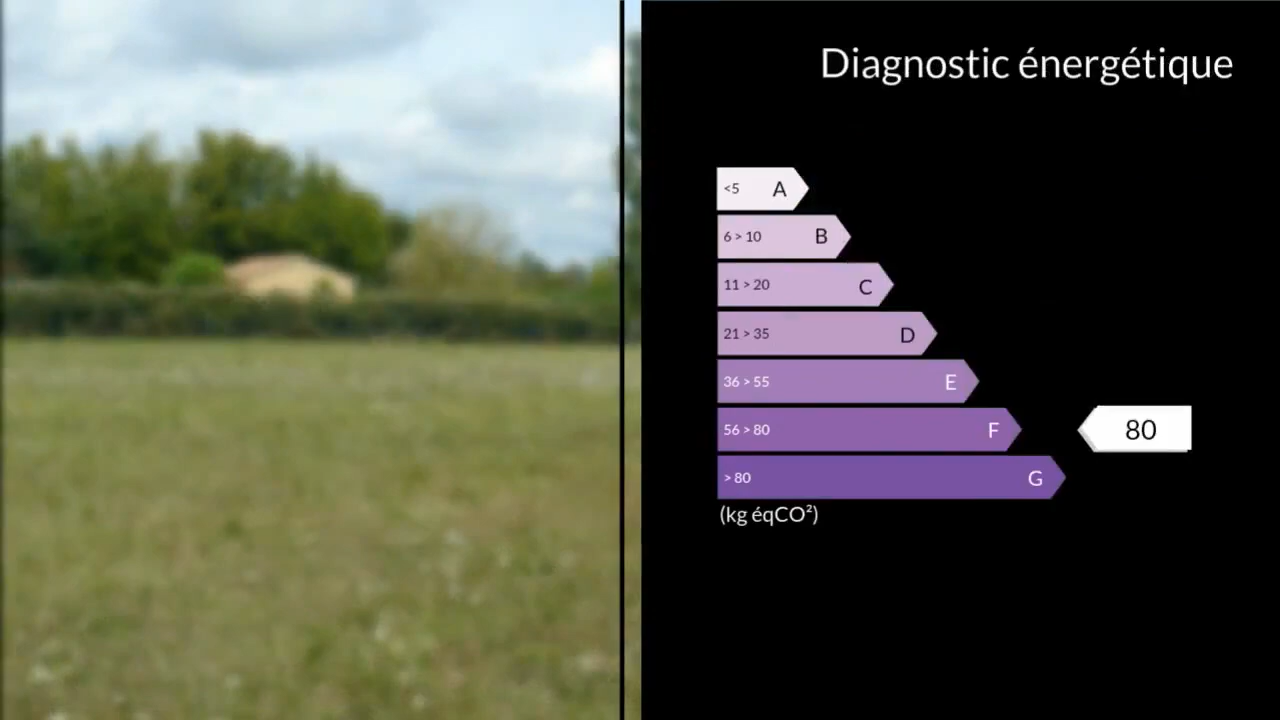 Diagnostic énergétique
<5 A
6 > 10 B
11 > 20 C
21 > 35 D
36 > 55 E
56 > 80 F
80
> 80 G
(kg éqCO²)